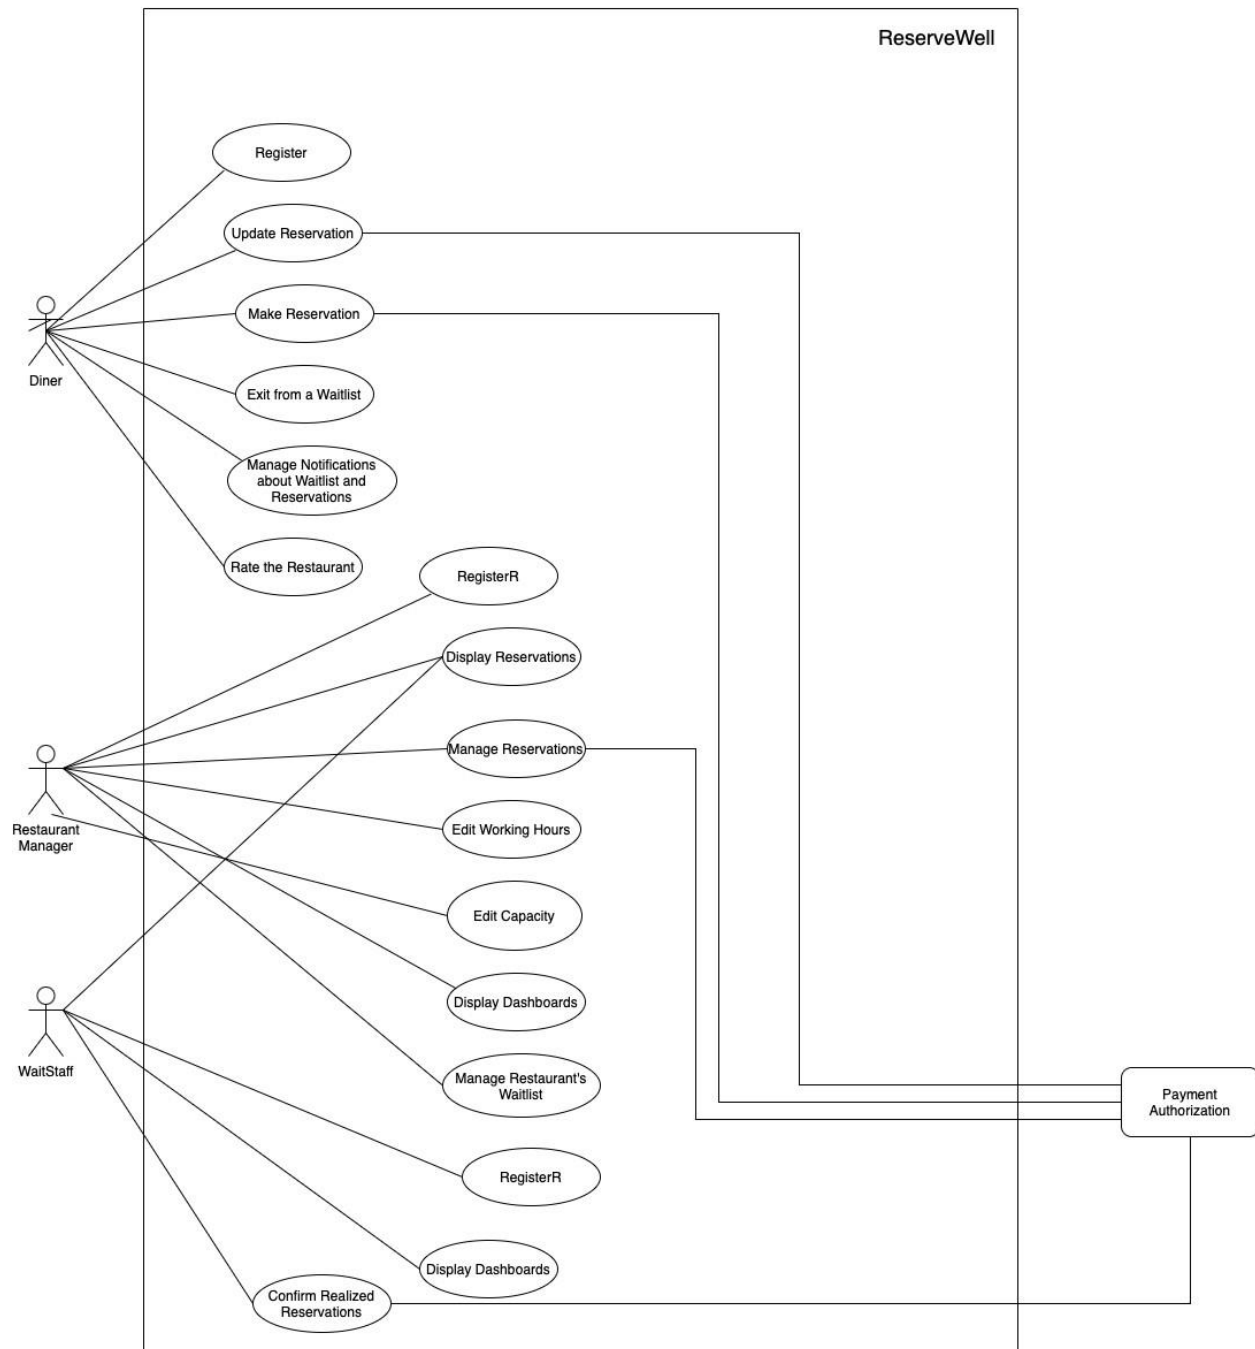 ReserveWell
Register
Update Reservation
Make Reservation
Diner
Exit from a Waitlist
Manage Notifications
about Waitlist and
Reservations
Rate the Restaurant
RegisterR
Display Reservations
Manage Reservations
Restaurant
Manager
Edit Working Hours
Edit Capacity
Display Dashboards
WaitStaff
Manage Restaurant's
Waitlist
Payment
Authorization
RegisterR
Display Dashboards
Confirm Realized
Reservations